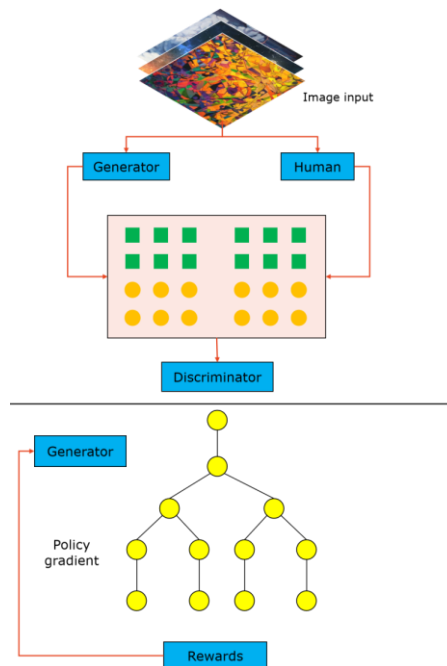 Image input
Generator
Human
Discriminator
Generator
Policy
gradient
Rewards